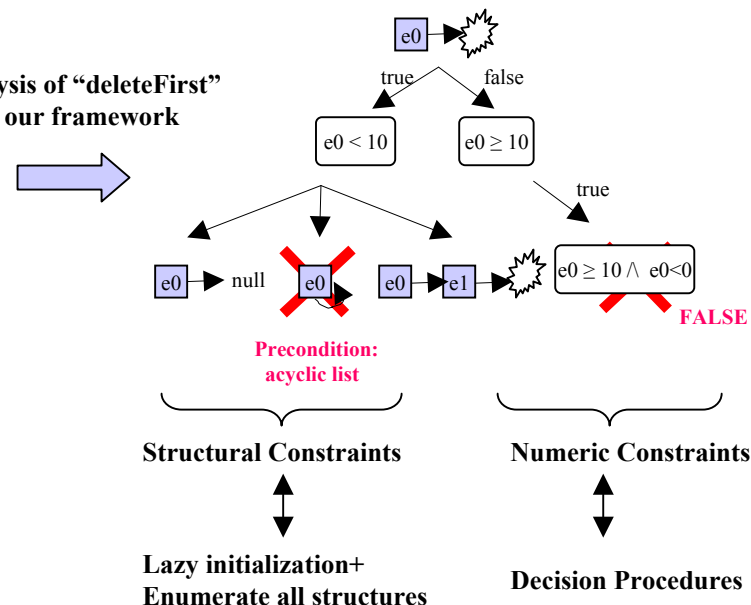 e0
ysis of “deleteFirst”
our framework
true
false
e0 < 10
e0 ≥ 10
true
e0
null
e0
e0
e1
e0 ≥ 10 /\ e0<0
FALSE
Precondition:
acyclic list
Structural Constraints
Numeric Constraints
Lazy initialization+
Enumerate all structures
Decision Procedures